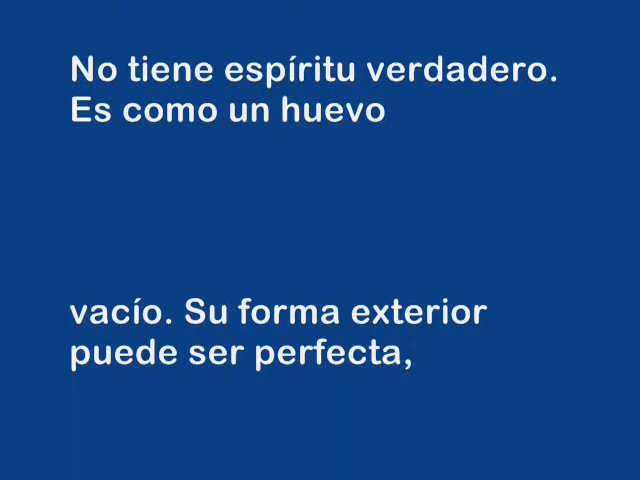 No tiene espíritu verdadero.
Es como un huevo
vacío. Su forma exterior
puede ser perfecta,